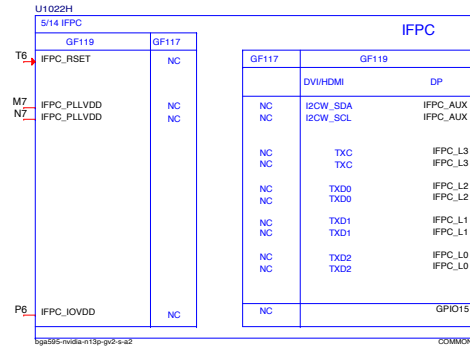 U1022H
5/14 IFPC
IFPC
GF119 GF117
T6 IFPC_RSET NC
GF117 GF119
DVI/HDMI DP
M7 IFPC_PLLVDD NC
N7 IFPC_PLLVDD NC
NC I2CW_SDA IFPC_AUX
NC I2CW_SCL IFPC_AUX
NC TXC IFPC_L3
NC TXC IFPC_L3
NC TXD0 IFPC_L2
NC TXD0 IFPC_L2
NC TXD1 IFPC_L1
NC TXD1 IFPC_L1
NC TXD2 IFPC_L0
NC TXD2 IFPC_L0
P6 IFPC_IOVDD NC
NC GPIO15
bga595-nvidia-n13p-gv2-s-a2
COMMON